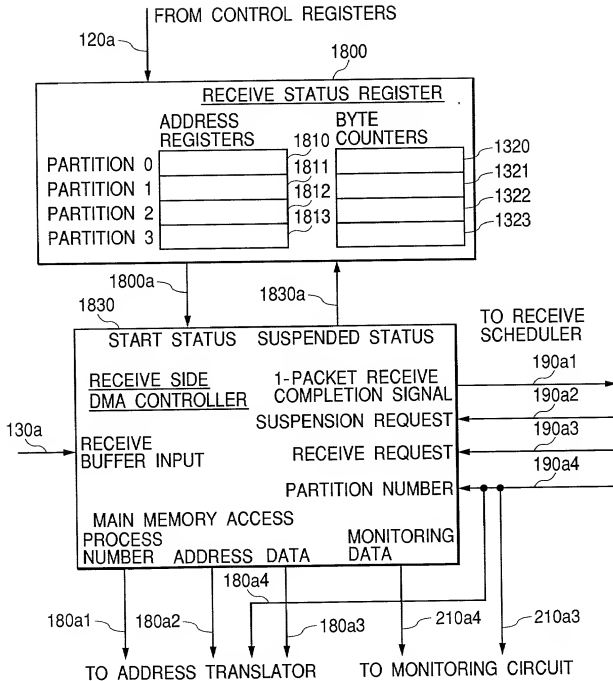 FROM CONTROL REGISTERS
120a
1800
RECEIVE STATUS REGISTER
ADDRESS
REGISTERS
BYTE
COUNTERS
PARTITION 0
1810
1320
PARTITION 1
1811
1321
PARTITION 2
1812
1322
PARTITION 3
1813
1323
1800a
1830
1830a
TO RECEIVE
SCHEDULER
START STATUS
SUSPENDED STATUS
RECEIVE SIDE
DMA CONTROLLER
1-PACKET RECEIVE
COMPLETION SIGNAL
190a1
SUSPENSION REQUEST
190a2
130a
RECEIVE
BUFFER INPUT
RECEIVE REQUEST
190a3
PARTITION NUMBER
190a4
MAIN MEMORY ACCESS
PROCESS
NUMBER
ADDRESS
DATA
MONITORING
DATA
180a4
180a1
180a2
180a3
210a4
210a3
TO ADDRESS TRANSLATOR
TO MONITORING CIRCUIT